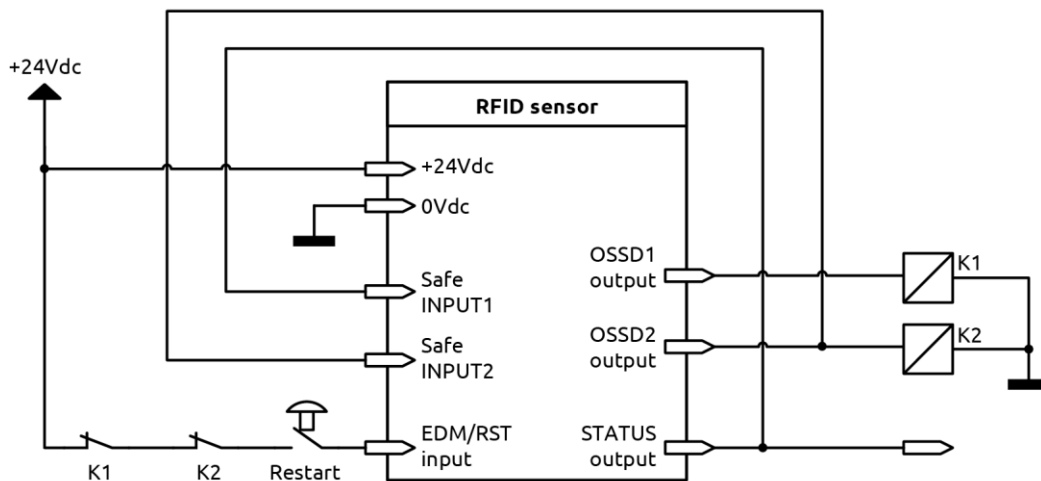 +24Vdc
RFID sensor
+24Vdc
0Vdc
Safe
INPUT1
Safe
INPUT2
EDM/RST
input
OSSD1
output
OSSD2
output
STATUS
output
K1
K2
K1
K2
Restart